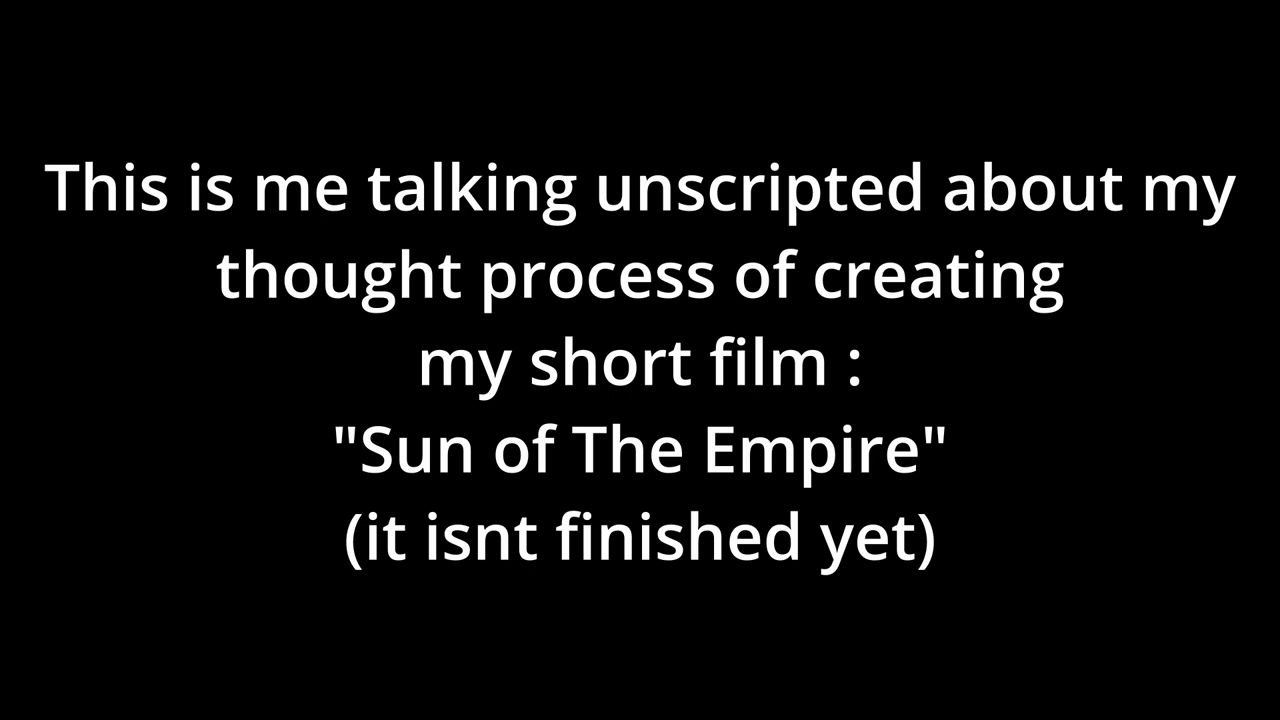 This is me talking unscripted about my
thought process of creating
my short film :
"Sun of The Empire"
(it isnt finished yet)